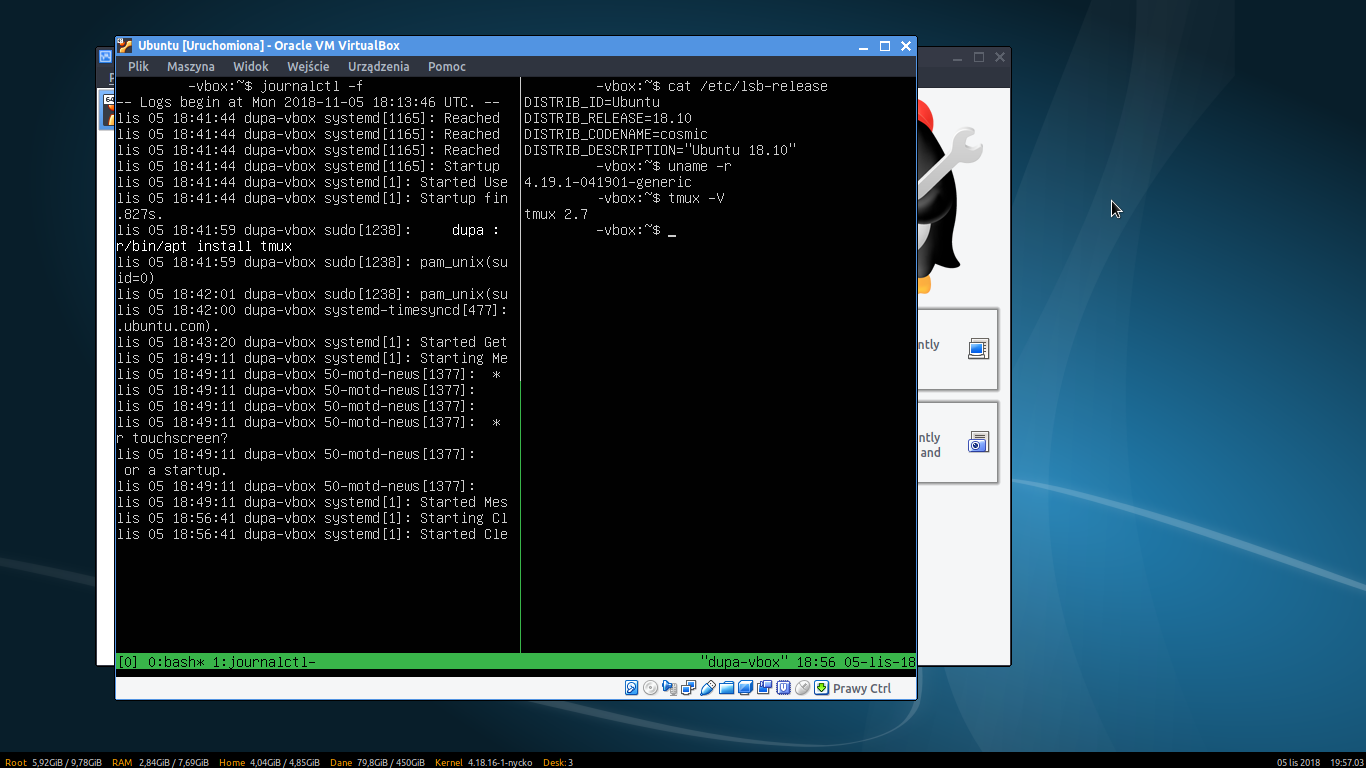 Ubuntu [Uruchomiona] - Oracle VM VirtualBox
Plik Maszyna Widok Wejście Urządzenia Pomoc
-vbox:~$ journalctl -f
-- Logs begin at Mon 2018-11-05 18:13:46 UTC. --
lis 05 18:41:44 dupa-vbox systemd[1165]: Reached
lis 05 18:41:44 dupa-vbox systemd[1165]: Reached
lis 05 18:41:44 dupa-vbox systemd[1165]: Reached
lis 05 18:41:44 dupa-vbox systemd[1165]: Startup
lis 05 18:41:44 dupa-vbox systemd[1]: Started Use
lis 05 18:41:44 dupa-vbox systemd[1]: Startup fin
.827s.
lis 05 18:41:59 dupa-vbox sudo[1238]:     dupa :
r/bin/apt install tmux
lis 05 18:41:59 dupa-vbox sudo[1238]: pam_unix(su
id=0)
lis 05 18:42:01 dupa-vbox sudo[1238]: pam_unix(su
lis 05 18:42:00 dupa-vbox systemd-timesyncd[477]:
.ubuntu.com).
lis 05 18:43:20 dupa-vbox systemd[1]: Started Get
lis 05 18:49:11 dupa-vbox systemd[1]: Starting Me
lis 05 18:49:11 dupa-vbox 50-motd-news[1377]:  *
lis 05 18:49:11 dupa-vbox 50-motd-news[1377]:
lis 05 18:49:11 dupa-vbox 50-motd-news[1377]:
lis 05 18:49:11 dupa-vbox 50-motd-news[1377]:  *
r touchscreen?
lis 05 18:49:11 dupa-vbox 50-motd-news[1377]:
or a startup.
lis 05 18:49:11 dupa-vbox 50-motd-news[1377]:
lis 05 18:49:11 dupa-vbox systemd[1]: Started Mes
lis 05 18:56:41 dupa-vbox systemd[1]: Starting Cl
lis 05 18:56:41 dupa-vbox systemd[1]: Started Cle
-vbox:~$ cat /etc/lsb-release
DISTRIB_ID=Ubuntu
DISTRIB_RELEASE=18.10
DISTRIB_CODENAME=cosmic
DISTRIB_DESCRIPTION="Ubuntu 18.10"
-vbox:~$ uname -r
4.19.1-041901-generic
-vbox:~$ tmux -V
tmux 2.7
-vbox:~$ _
[0] 0:bash* 1:journalctl- "dupa-vbox" 18:56 05-lis-18
Prawy Ctrl
P
64
ntly
ntly
and
Root 5,92GiB / 9,78GiB RAM 2,84GiB / 7,69GiB Home 4,04GiB / 4,85GiB Dane 79,8GiB / 450GiB Kernel 4.18.16-1-nycko Desk: 3 05 lis 2018 19:57.03